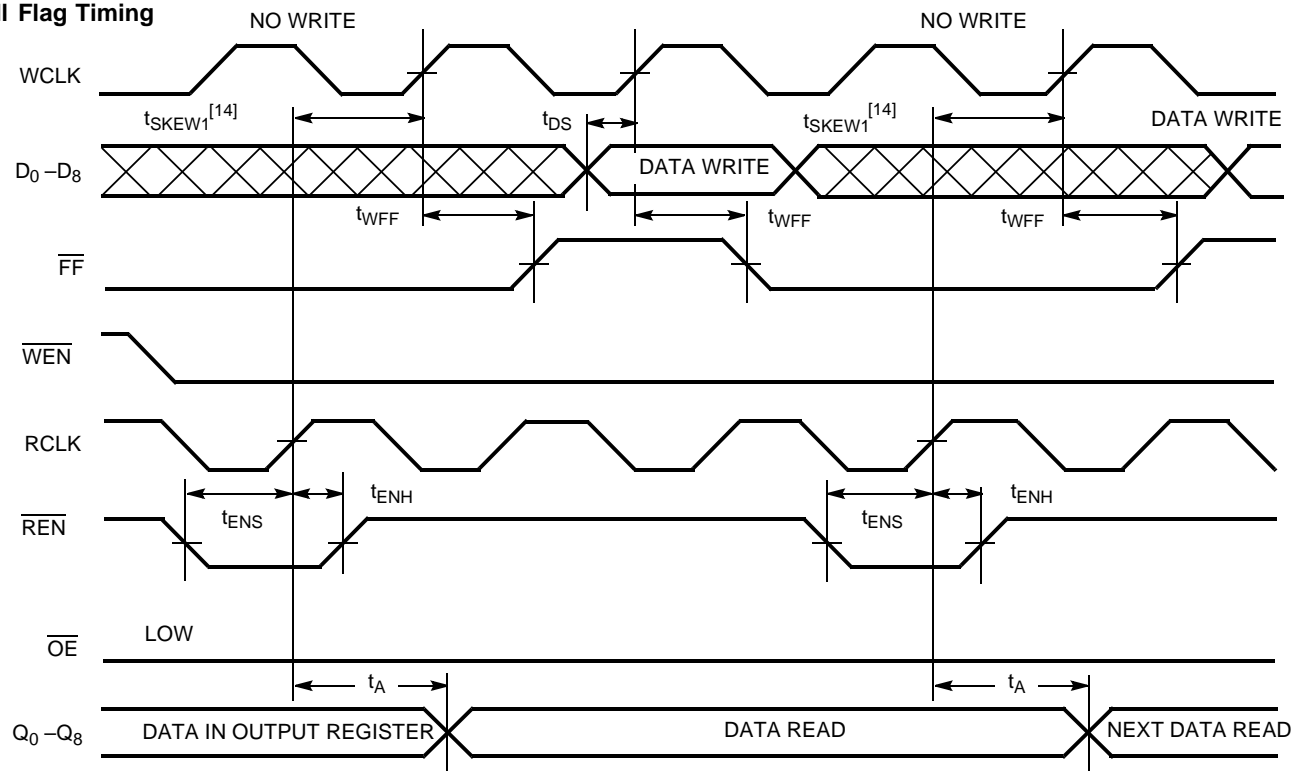 ll Flag Timing
NO WRITE
NO WRITE
WCLK
tSKEW1[14]
tDS
tSKEW1[14]
DATA WRITE
D0 –D8
DATA WRITE
tWFF
tWFF
tWFF
FF
WEN
RCLK
tENH
tENH
tENS
tENS
REN
LOW
OE
tA
tA
Q0 –Q8
DATA IN OUTPUT REGISTER
DATA READ
NEXT DATA READ